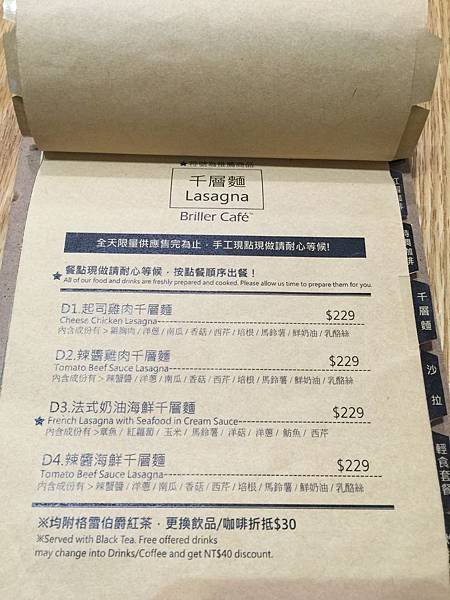 ★符號為推薦商品
千層麵
Lasagna
Briller Café
全天限量供應售完為止，手工現點現做請耐心等候!
★餐點現做請耐心等候，按點餐順序出餐！
All of our food and drinks are freshly prepared and cooked. Please allow us time to prepare them for you.
D1.起司雞肉千層麵
Cheese Chicken Lasagna $229
內含成份有>雞胸肉/洋蔥/南瓜/香菇/西芹/培根/馬鈴薯/鮮奶油/乳酪絲
D2.辣醬雞肉千層麵
Tomato Beef Sauce Lasagna $229
內含成份有>辣蟹醬/洋蔥/南瓜/香菇/西芹/培根/馬鈴薯/鮮奶油/乳酪絲
D3.法式奶油海鮮千層麵
★French Lasagna with Seafood in Cream Sauce $229
內含成份有>章魚/紅蘿蔔/玉米/馬鈴薯/洋菇/洋蔥/魴魚/西芹
D4.辣醬海鮮千層麵
Tomato Beef Sauce Lasagna $229
內含成份有>辣蟹醬/洋蔥/南瓜/香菇/西芹/培根/馬鈴薯/鮮奶油/乳酪絲
※均附格雷伯爵紅茶，更換飲品/咖啡折抵$30
※Served with Black Tea. Free offered drinks
may change into Drinks/Coffee and get NT$40 discount.
千層麵
沙拉
輕食套餐